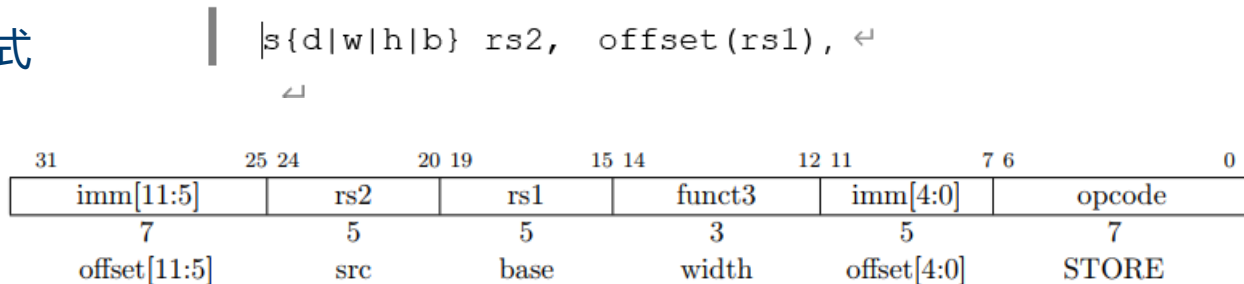 式
s{d|w|h|b} rs2, offset(rs1), ↵
↵
31 25 24 20 19 15 14 12 11 7 6 0
imm[11:5] rs2 rs1 funct3 imm[4:0] opcode
7 5 5 3 5 7
offset[11:5] src base width offset[4:0] STORE